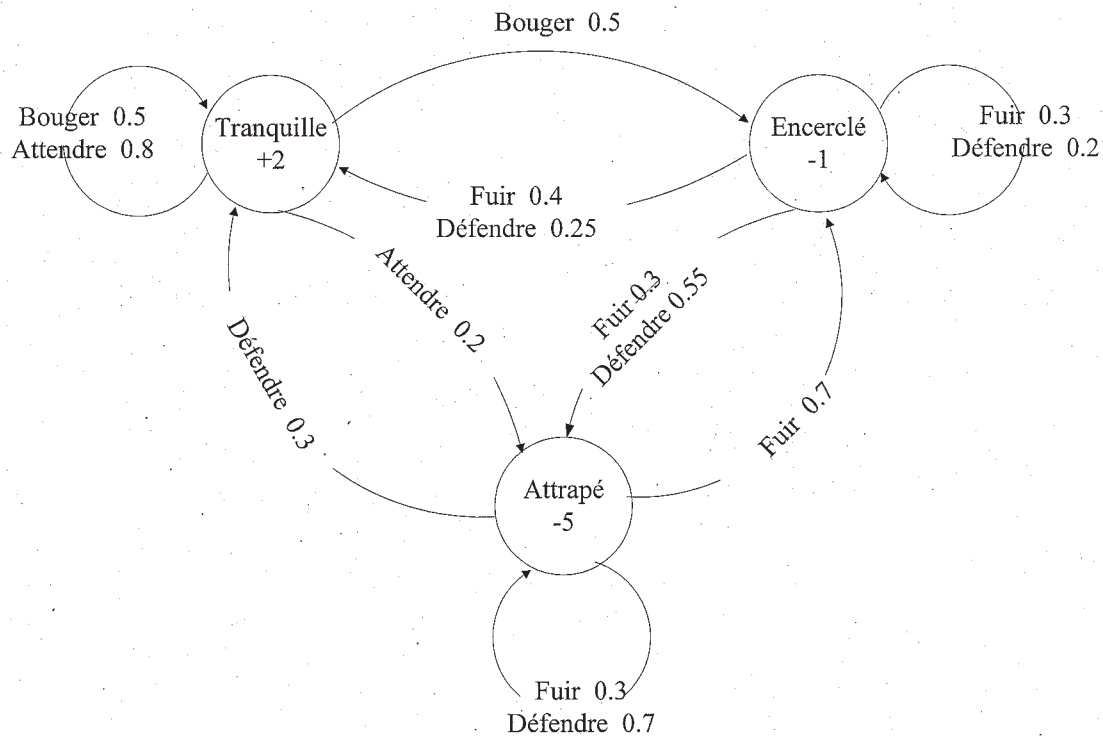 Bouger 0.5
Bouger 0.5
Attendre 0.8
Tranquille
+2
Encerclé
-1
Fuir 0.3
Défendre 0.2
Fuir 0.4
Défendre 0.25
Attendre 0.2
Fuir 0.3
Défendre 0.55
Défendre 0.3
Fuir 0.7
Attrapé
-5
Fuir 0.3
Défendre 0.7